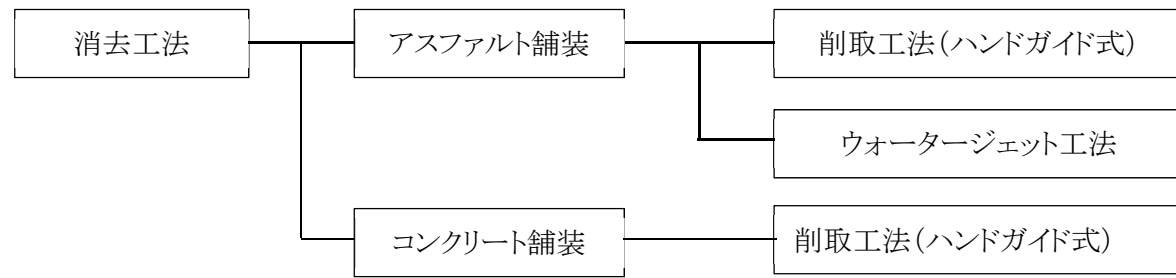 消去工法
アスファルト舗装
削取工法(ハンドガイド式)
ウォータージェット工法
コンクリート舗装
削取工法(ハンドガイド式)